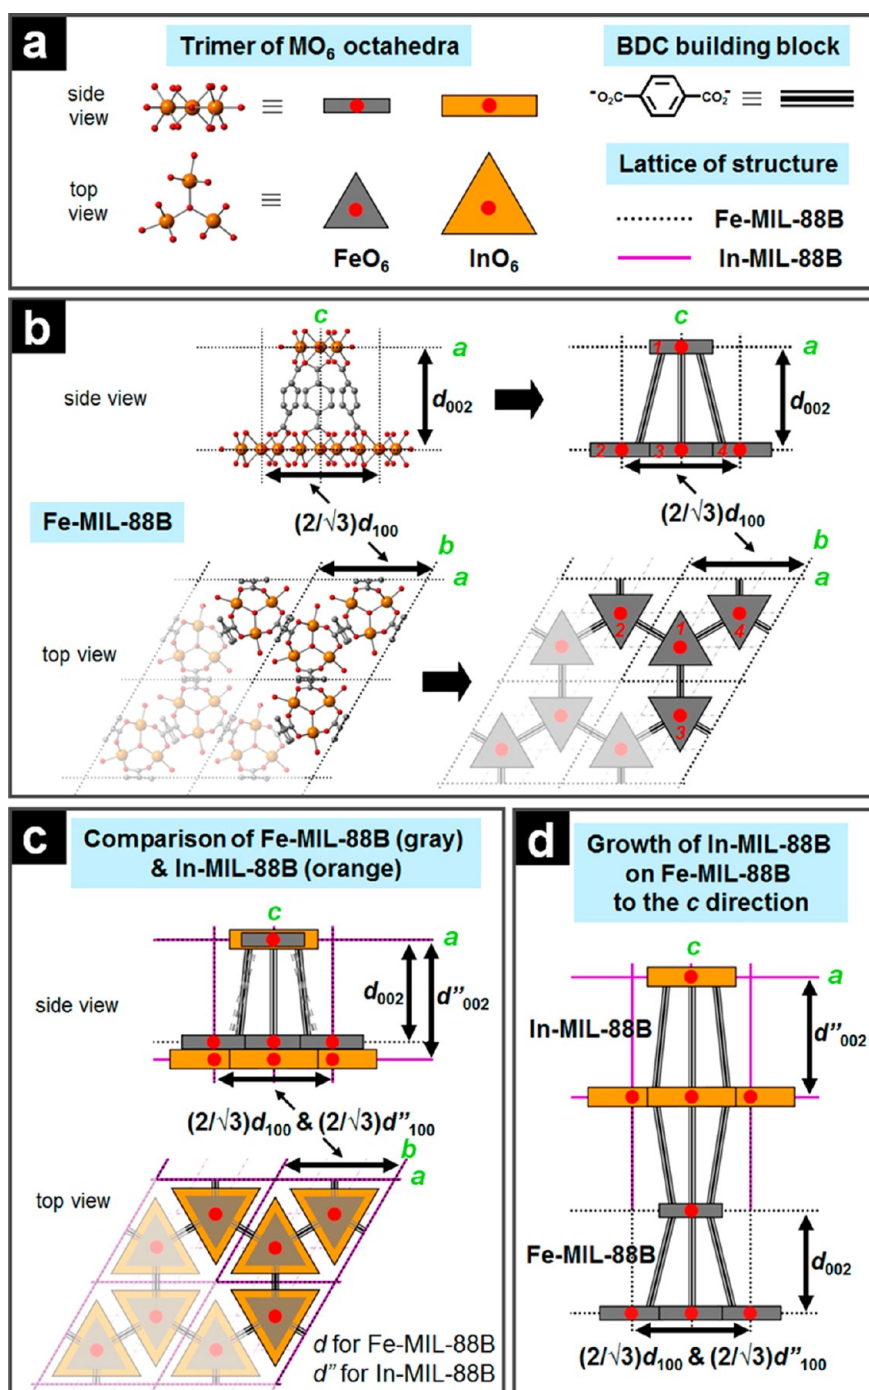 a
Trimer of MO₆ octahedra
BDC building block
side view
≡
⁻O₂C
CO₂⁻
≡
Lattice of structure
top view
≡
Fe-MIL-88B
In-MIL-88B
FeO₆
InO₆
b
c
c
a
a
side view
d₀₀₂
d₀₀₂
1
2
3
4
(2/√3)d₁₀₀
(2/√3)d₁₀₀
Fe-MIL-88B
b
b
a
a
top view
2
1
4
3
c
Comparison of Fe-MIL-88B (gray)
& In-MIL-88B (orange)
c
a
side view
d₀₀₂
d"₀₀₂
(2/√3)d₁₀₀ & (2/√3)d"₁₀₀
b
a
top view
d for Fe-MIL-88B
d" for In-MIL-88B
d
Growth of In-MIL-88B
on Fe-MIL-88B
to the c direction
c
a
In-MIL-88B
d"₀₀₂
Fe-MIL-88B
d₀₀₂
(2/√3)d₁₀₀ & (2/√3)d"₁₀₀